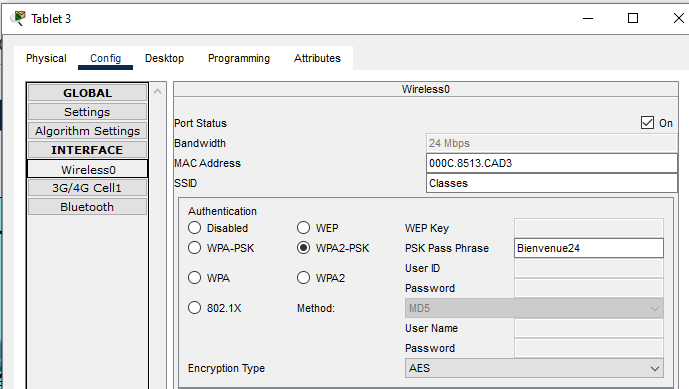 Tablet 3
Physical Config Desktop Programming Attributes
GLOBAL
Settings
Algorithm Settings
INTERFACE
Wireless0
3G/4G Cell1
Bluetooth
Wireless0
Port Status On
Bandwidth 24 Mbps
MAC Address 000C.8513.CAD3
SSID Classes
Authentication
Disabled WEP WEP Key
WPA-PSK WPA2-PSK PSK Pass Phrase Bienvenue24
User ID
WPA WPA2 Password
802.1X Method: MD5
User Name
Password
Encryption Type AES